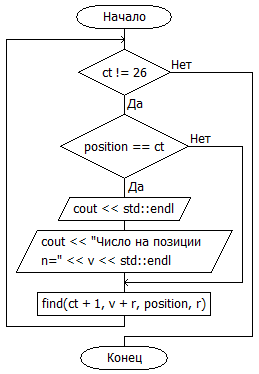 Начало
ct != 26
Нет
Да
position == ct
Нет
Да
cout << std::endl
cout << "Число на позиции
n=" << v << std::endl
find(ct + 1, v + r, position, r)
Конец